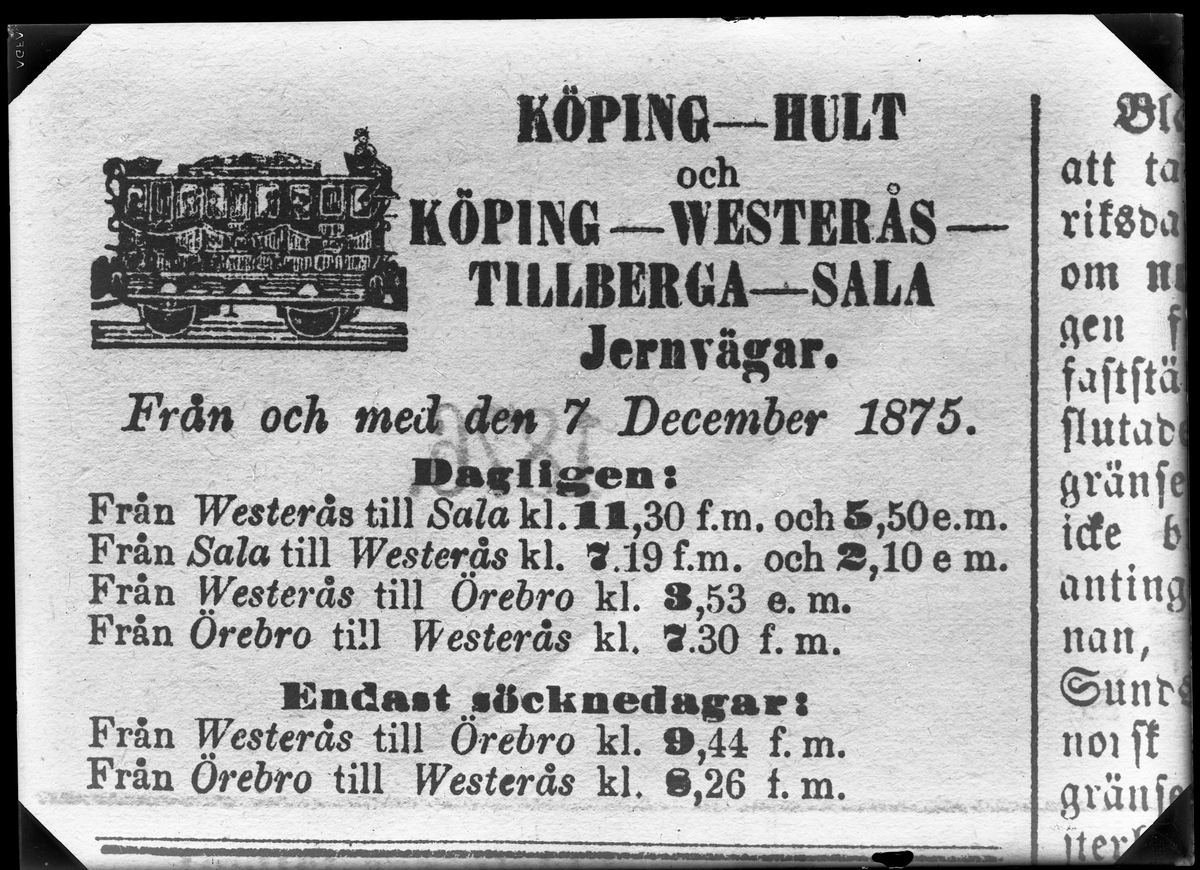 KÖPING—HULT
och
KÖPING—WESTERÅS—
TILLBERGA—SALA
Jernvägar.
Från och med den 7 December 1875.
Dagligen:
Från Westerås till Sala kl. 11,30 f.m. och 5,50 e.m.
Från Sala till Westerås kl. 7.19 f.m. och 2,10 e m.
Från Westerås till Örebro kl. 3,53 e. m.
Från Örebro till Westerås kl. 7.30 f. m.
Endast söcknedagar:
Från Westerås till Örebro kl. 9,44 f. m.
Från Örebro till Westerås kl. 8,26 f. m.
att ta
riksda
om
gen f
faststä
slutade
gränse
icke b
anting
nan,
Sunds
norsk
gränse
AGFA